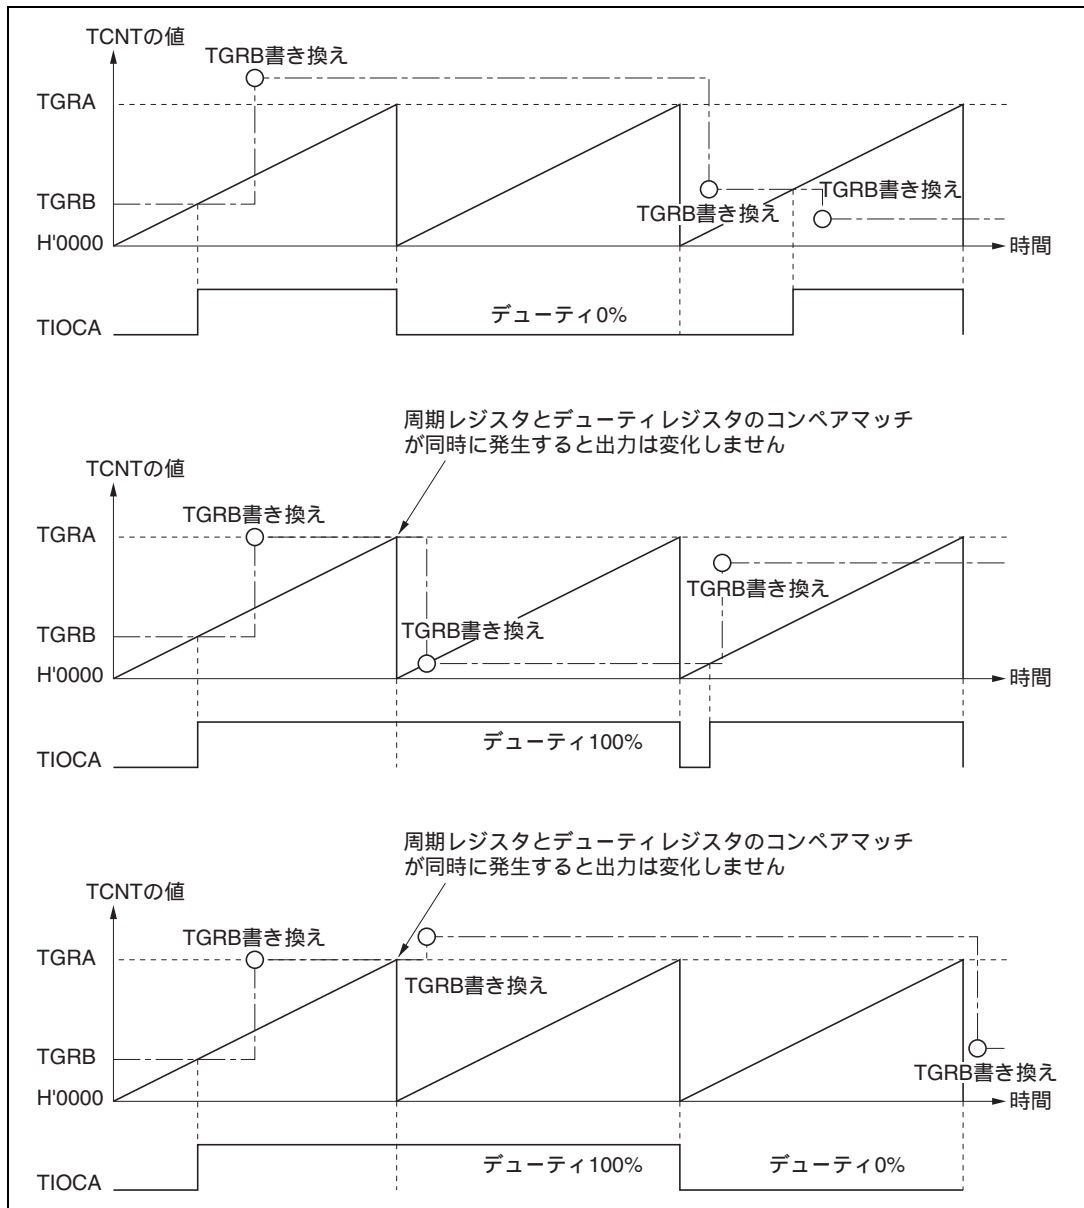 TCNTの値
TGRB書き換え
TGRA
TGRB
TGRB書き換え
TGRB書き換え
H'0000
時間
TIOCA
デューティ0%
周期レジスタとデューティレジスタのコンペアマッチ
が同時に発生すると出力は変化しません
TCNTの値
TGRB書き換え
TGRA
TGRB書き換え
TGRB
TGRB書き換え
H'0000
時間
TIOCA
デューティ100%
周期レジスタとデューティレジスタのコンペアマッチ
が同時に発生すると出力は変化しません
TCNTの値
TGRB書き換え
TGRA
TGRB書き換え
TGRB
TGRB書き換え
H'0000
時間
TIOCA
デューティ100%
デューティ0%